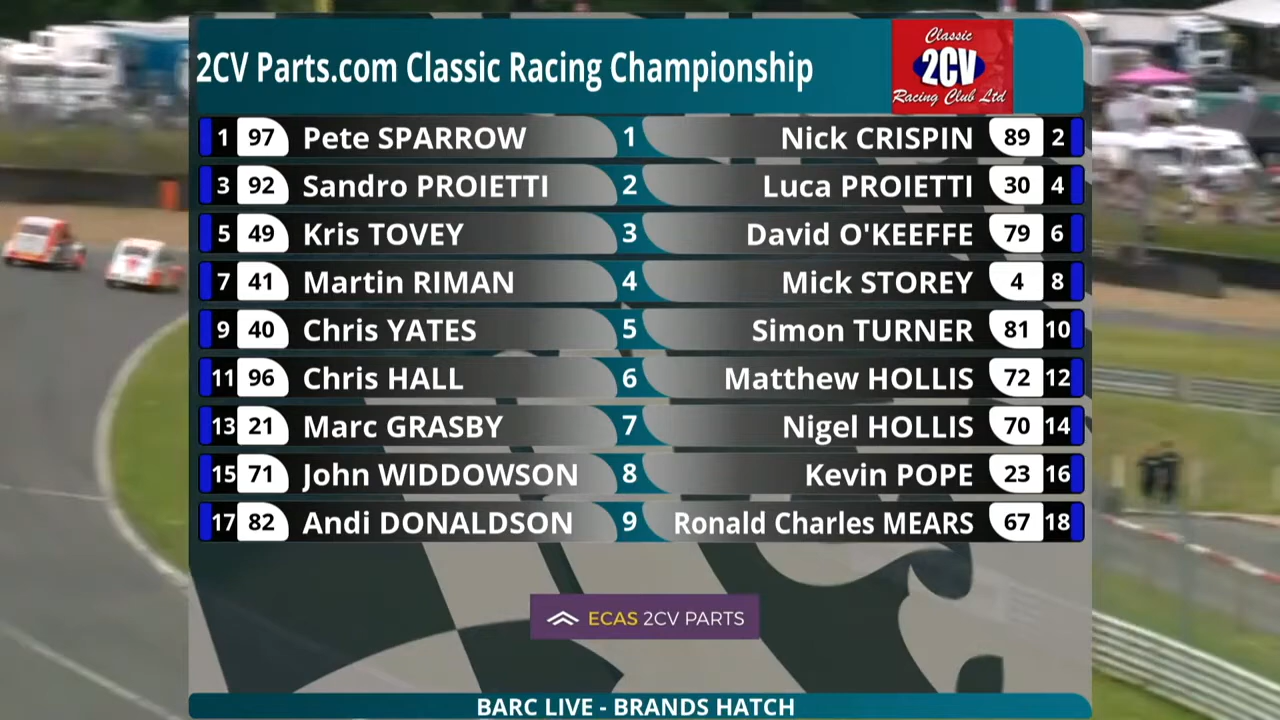 2CV Parts.com Classic Racing Championship
Classic
2CV
Racing Club Ltd
1 97 Pete SPARROW 1 Nick CRISPIN 89 2
3 92 Sandro PROIETTI 2 Luca PROIETTI 30 4
5 49 Kris TOVEY 3 David O'KEEFFE 79 6
7 41 Martin RIMAN 4 Mick STOREY 4 8
9 40 Chris YATES 5 Simon TURNER 81 10
11 96 Chris HALL 6 Matthew HOLLIS 72 12
13 21 Marc GRASBY 7 Nigel HOLLIS 70 14
15 71 John WIDDOWSON 8 Kevin POPE 23 16
17 82 Andi DONALDSON 9 Ronald Charles MEARS 67 18
ECAS 2CV PARTS
BARC LIVE - BRANDS HATCH